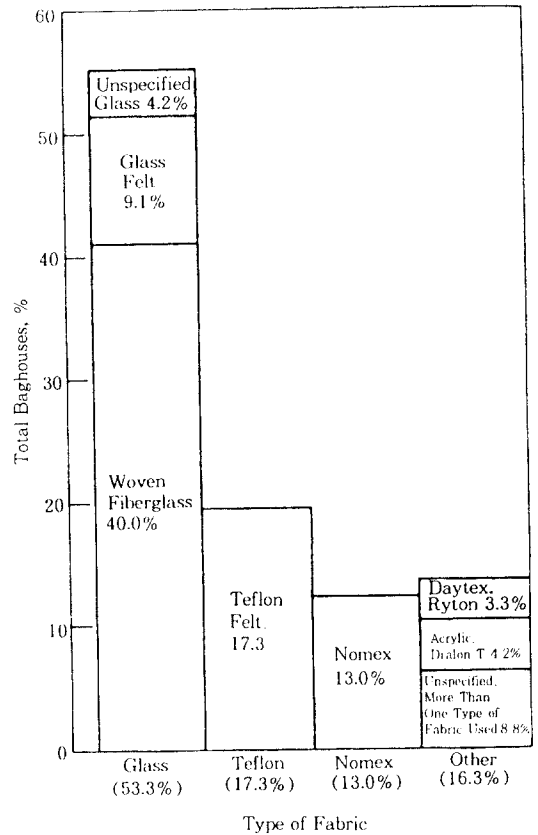 60
50
40
30
20
10
0
Total Baghouses, %
Unspecified
Glass 4.2%
Glass
Felt
9.1%
Woven
Fiberglass
40.0%
Teflon
Felt.
17.3
Nomex
13.0%
Daytex.
Ryton 3.3%
Acrylic.
Dralon T 4.2%
Unspecified.
More Than
One Type of
Fabric Used 8.8%
Glass
(53.3%)
Teflon
(17.3%)
Nomex
(13.0%)
Other
(16.3%)
Type of Fabric